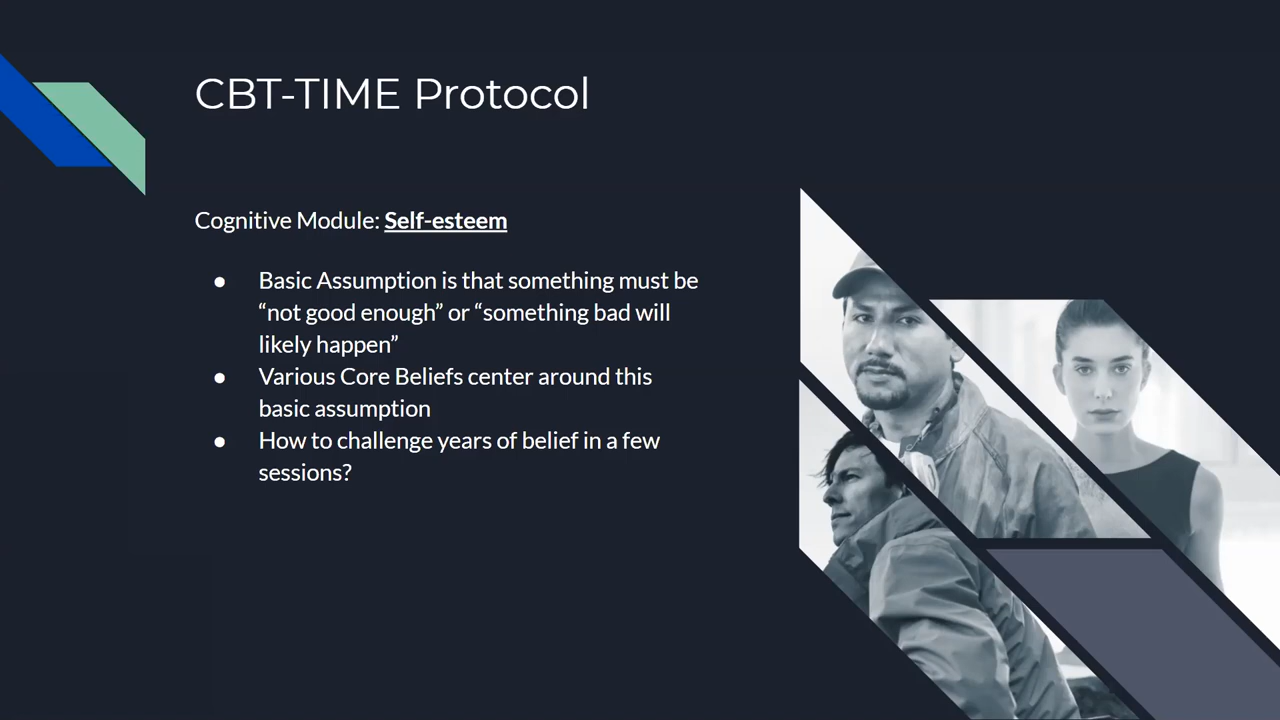 CBT-TIME Protocol
Cognitive Module: Self-esteem
● Basic Assumption is that something must be
“not good enough” or “something bad will
likely happen”
● Various Core Beliefs center around this
basic assumption
● How to challenge years of belief in a few
sessions?